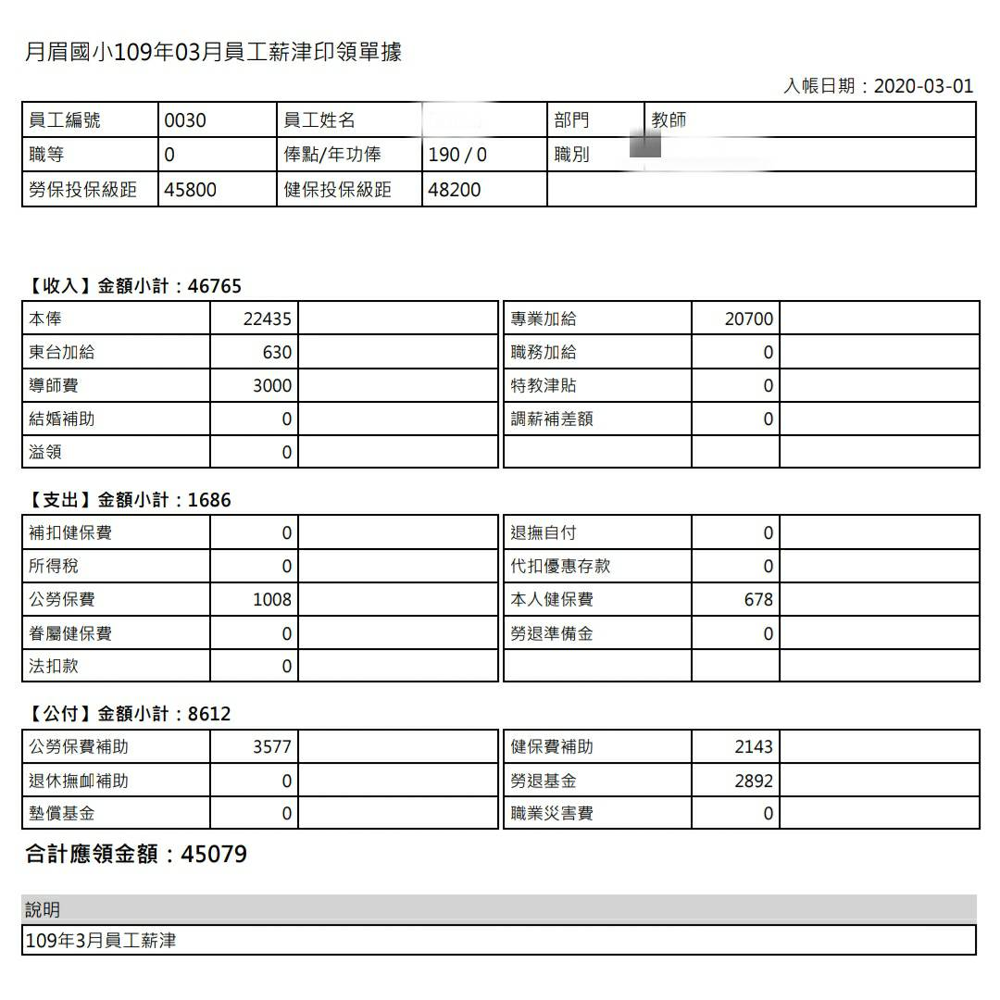 月眉國小109年03月員工薪津印領單據
入帳日期：2020-03-01
員工編號 0030 員工姓名 部門 教師
職等 0 俸點/年功俸 190 / 0 職別
勞保投保級距 45800 健保投保級距 48200
【收入】金額小計：46765
本俸 22435 專業加給 20700
東台加給 630 職務加給 0
導師費 3000 特教津貼 0
結婚補助 0 調薪補差額 0
溢領 0
【支出】金額小計：1686
補扣健保費 0 退撫自付 0
所得稅 0 代扣優惠存款 0
公勞保費 1008 本人健保費 678
眷屬健保費 0 勞退準備金 0
法扣款 0
【公付】金額小計：8612
公勞保費補助 3577 健保費補助 2143
退休撫卹補助 0 勞退基金 2892
墊償基金 0 職業災害費 0
合計應領金額：45079
說明
109年3月員工薪津